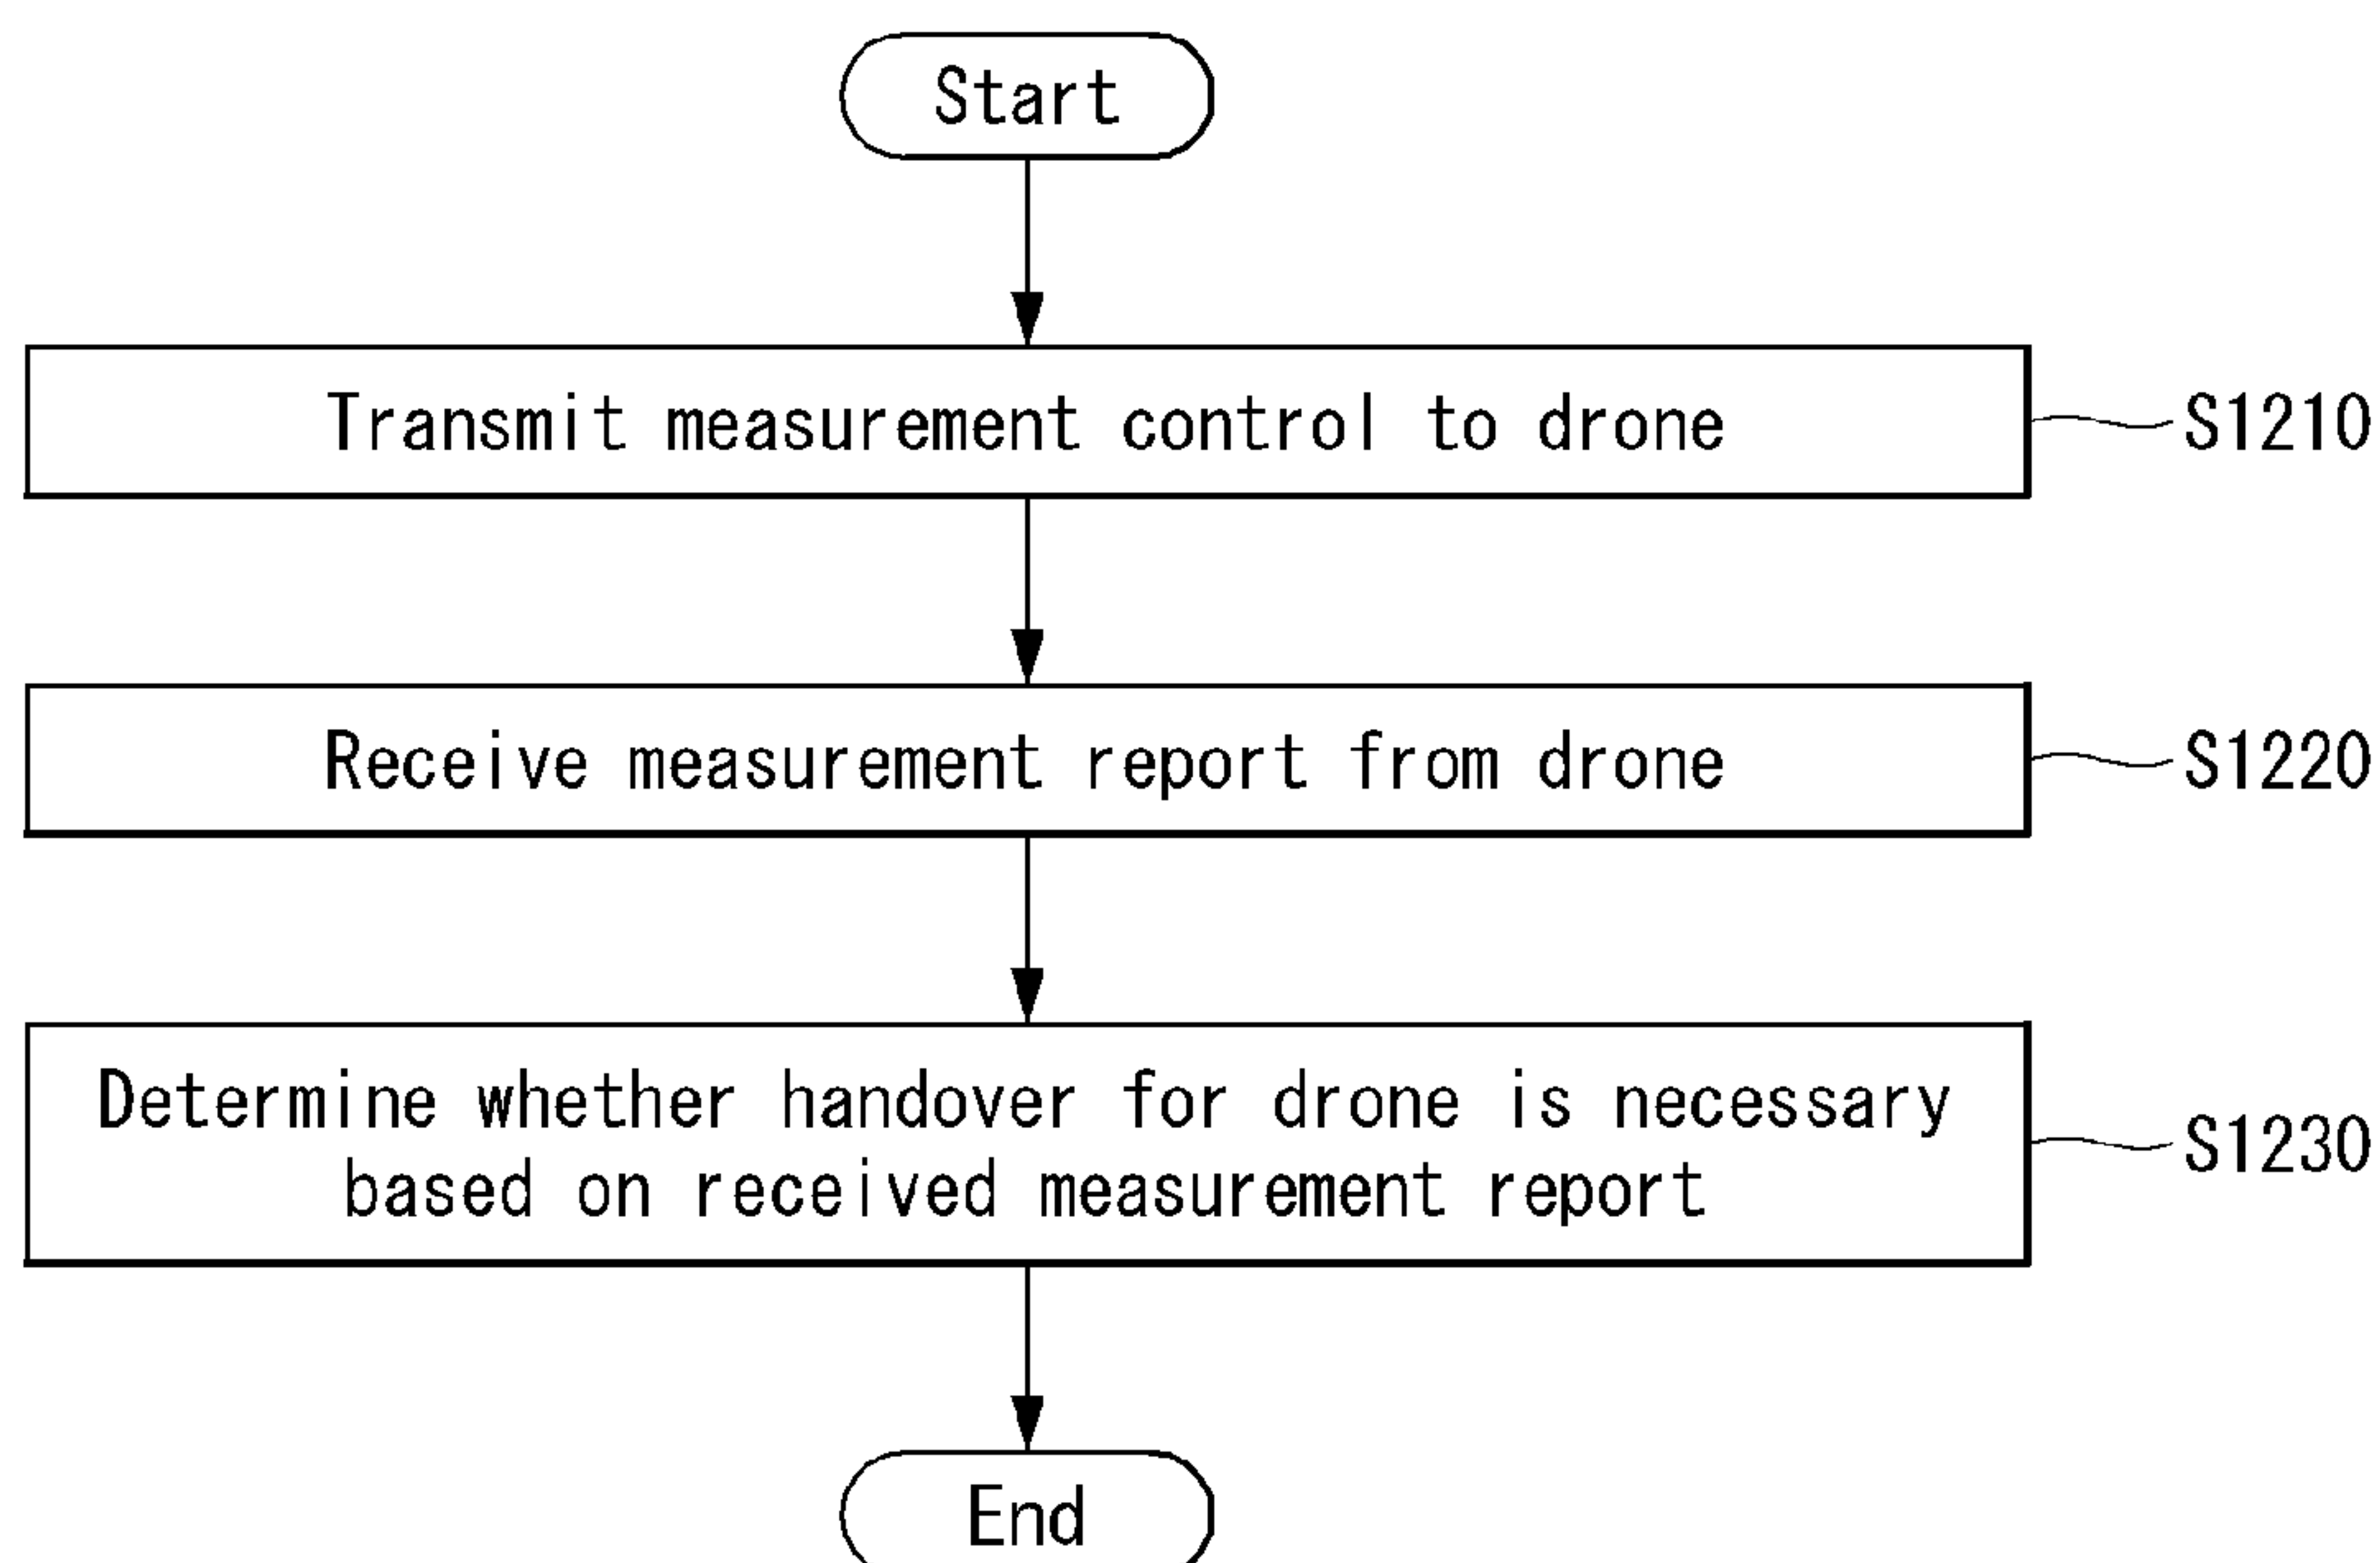 Start
Transmit measurement control to drone
S1210
Receive measurement report from drone
S1220
Determine whether handover for drone is necessary
based on received measurement report
S1230
End